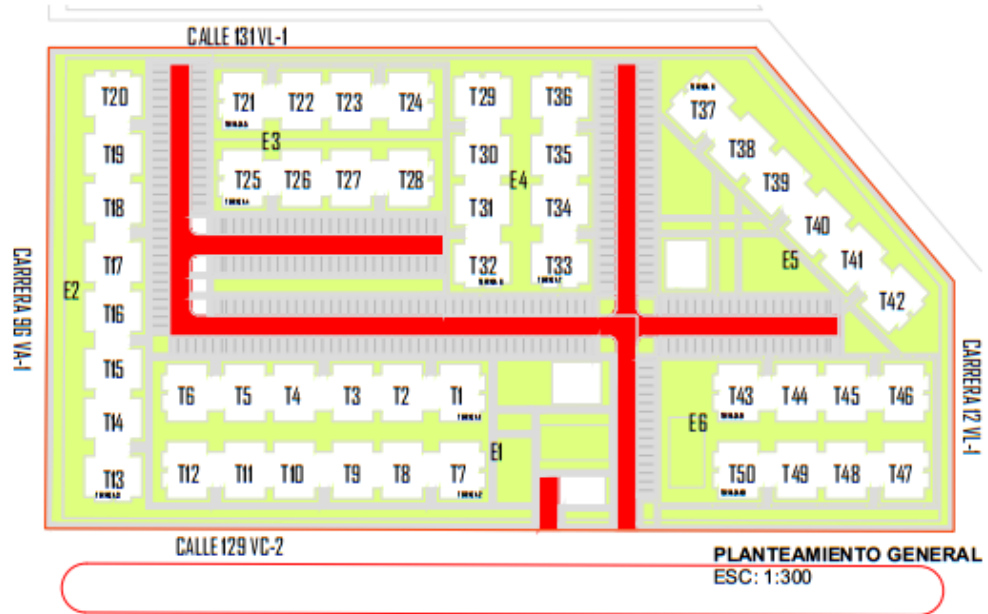 CALLE 131 VL-1
T20
T21
T22
T23
T24
T29
T36
T37
T19
E3
T30
T35
T38
T18
T25
T26
T27
T28
E4
T39
T31
T34
T40
T17
T32
T33
E5
T41
CARRERA 96 VA-1
E2
T16
T42
T15
T6
T5
T4
T3
T2
T1
T43
T44
T45
T46
CARRERA 12 VL-1
T14
E1
E6
T13
T12
T11
T10
T9
T8
T7
T50
T49
T48
T47
CALLE 129 VC-2
PLANTEAMIENTO GENERAL
ESC: 1:300